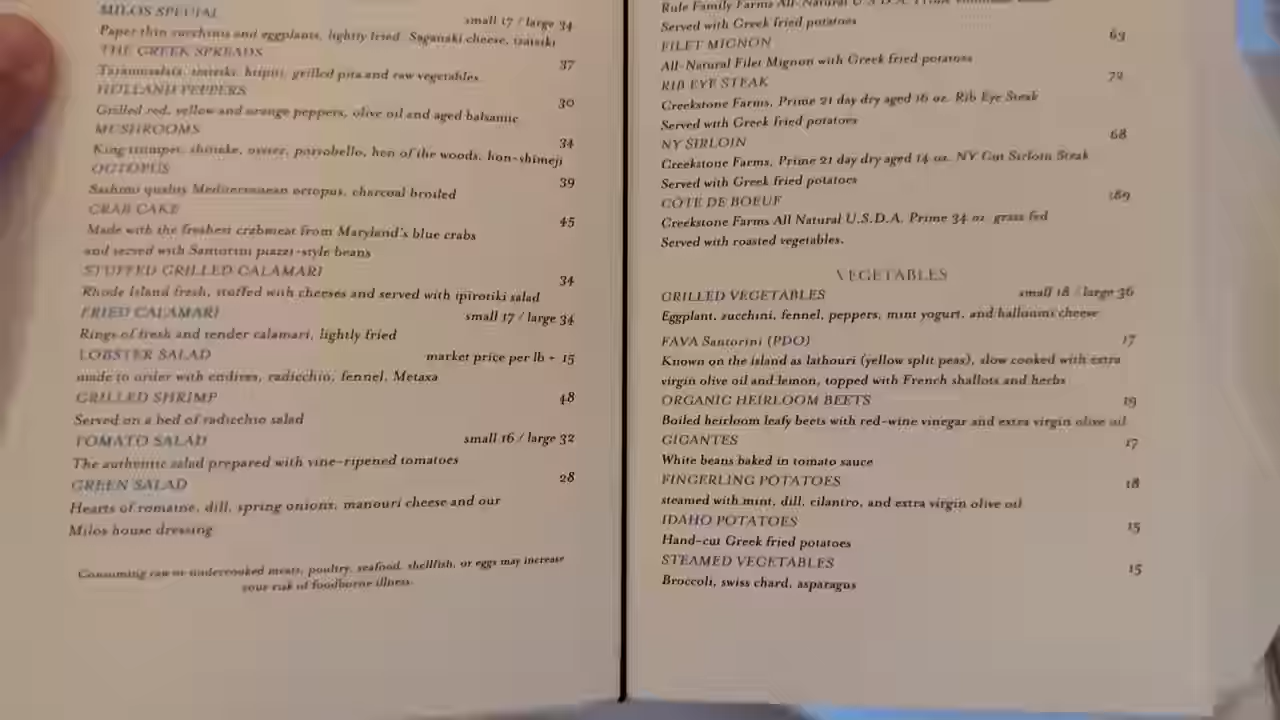 MILOS SPECIAL small 17 / large 34
Paper thin zucchini and eggplants, lightly fried. Saganaki cheese, tzatziki
THE GREEK SPREADS 37
Taramosalata, tzatziki, htipiti, grilled pita and raw vegetables
HOLLAND PEPPERS 30
Grilled red, yellow and orange peppers, olive oil and aged balsamic
MUSHROOMS 34
King trumpet, shiitake, oyster, portobello, hen of the woods, hon-shimeji
OCTOPUS 39
Sashimi quality Mediterranean octopus, charcoal broiled
CRAB CAKE 45
Made with the freshest crabmeat from Maryland's blue crabs
and served with Santorini piazzi-style beans
STUFFED GRILLED CALAMARI 34
Rhode Island fresh, stuffed with cheeses and served with ipirotiki salad
FRIED CALAMARI small 17 / large 34
Rings of fresh and tender calamari, lightly fried
LOBSTER SALAD market price per lb + 15
made to order with endives, radicchio, fennel, Metaxa
GRILLED SHRIMP 48
Served on a bed of radicchio salad
TOMATO SALAD small 16 / large 32
The authentic salad prepared with vine-ripened tomatoes
GREEN SALAD 28
Hearts of romaine, dill, spring onions, manouri cheese and our
Milos house dressing
Consuming raw or undercooked meats, poultry, seafood, shellfish, or eggs may increase
your risk of foodborne illness.
Family Farms All-Natural U.S.D.A. Prime
Served with Greek fried potatoes
FILET MIGNON 69
All-Natural Filet Mignon with Greek fried potatoes
RIB EYE STEAK 72
Creekstone Farms, Prime 21 day dry aged 16 oz. Rib Eye Steak
Served with Greek fried potatoes
NY SIRLOIN 68
Creekstone Farms, Prime 21 day dry aged 14 oz. NY Cut Sirloin Steak
Served with Greek fried potatoes
CÔTE DE BOEUF 189
Creekstone Farms All Natural U.S.D.A. Prime 34 oz grass fed
Served with roasted vegetables.
VEGETABLES
GRILLED VEGETABLES small 18 / large 36
Eggplant, zucchini, fennel, peppers, mint yogurt, and halloumi cheese
FAVA Santorini (PDO) 17
Known on the island as lathouri (yellow split peas), slow cooked with extra
virgin olive oil and lemon, topped with French shallots and herbs
ORGANIC HEIRLOOM BEETS 19
Boiled heirloom leafy beets with red-wine vinegar and extra virgin olive oil
GIGANTES 17
White beans baked in tomato sauce
FINGERLING POTATOES 18
steamed with mint, dill, cilantro, and extra virgin olive oil
IDAHO POTATOES 15
Hand-cut Greek fried potatoes
STEAMED VEGETABLES 15
Broccoli, swiss chard, asparagus